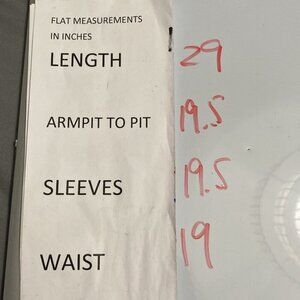 FLAT MEASUREMENTS
IN INCHES
LENGTH 29
ARMPIT TO PIT 19.5
SLEEVES 19.5
WAIST 19